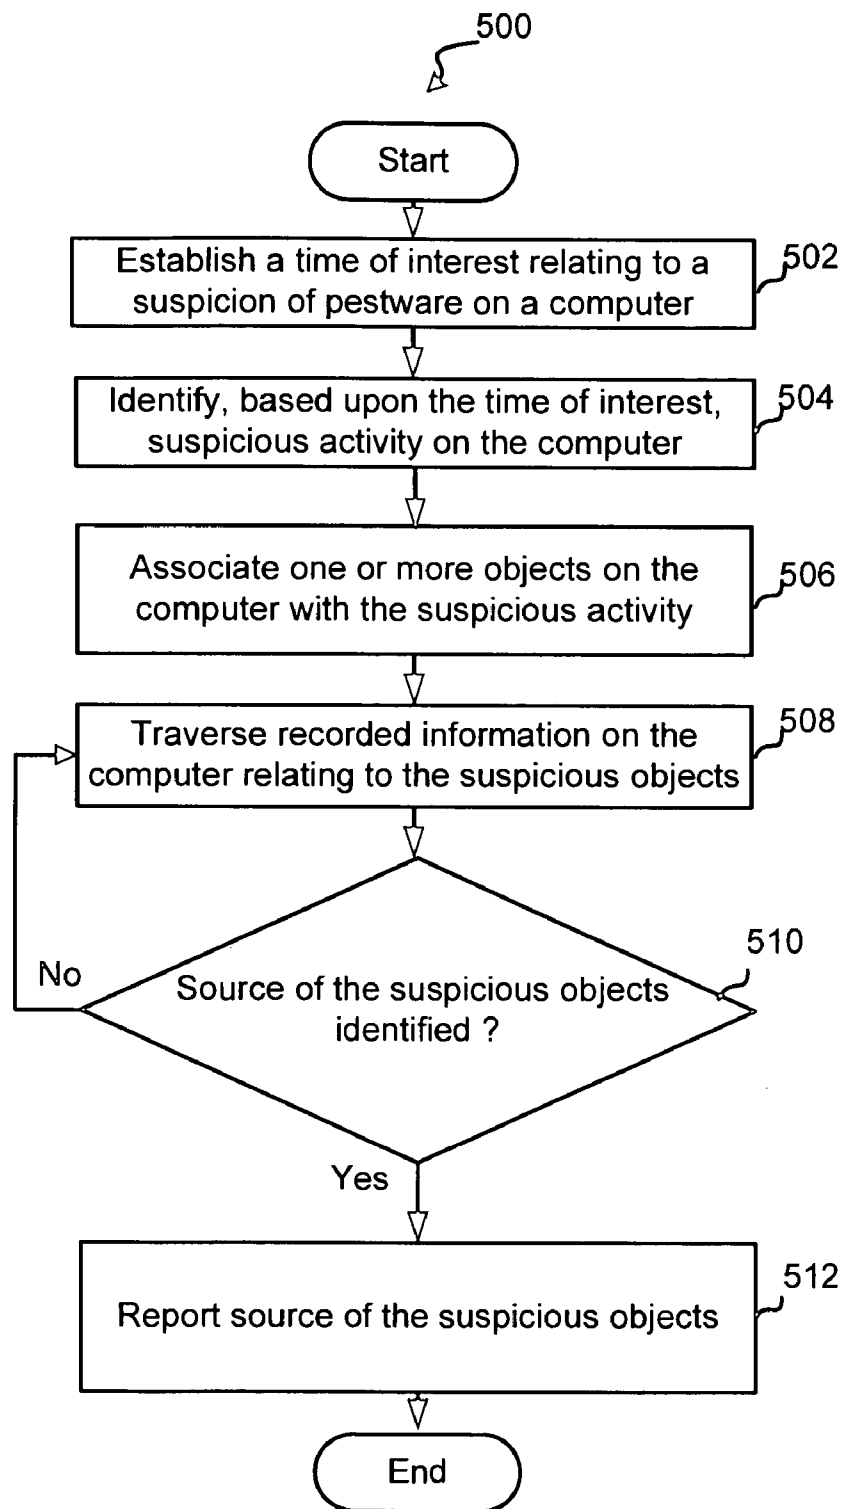 500
Start
Establish a time of interest relating to a
suspicion of pestware on a computer
502
Identify, based upon the time of interest,
suspicious activity on the computer
504
Associate one or more objects on the
computer with the suspicious activity
506
Traverse recorded information on the
computer relating to the suspicious objects
508
Source of the suspicious objects
identified ?
510
No
Yes
Report source of the suspicious objects
512
End